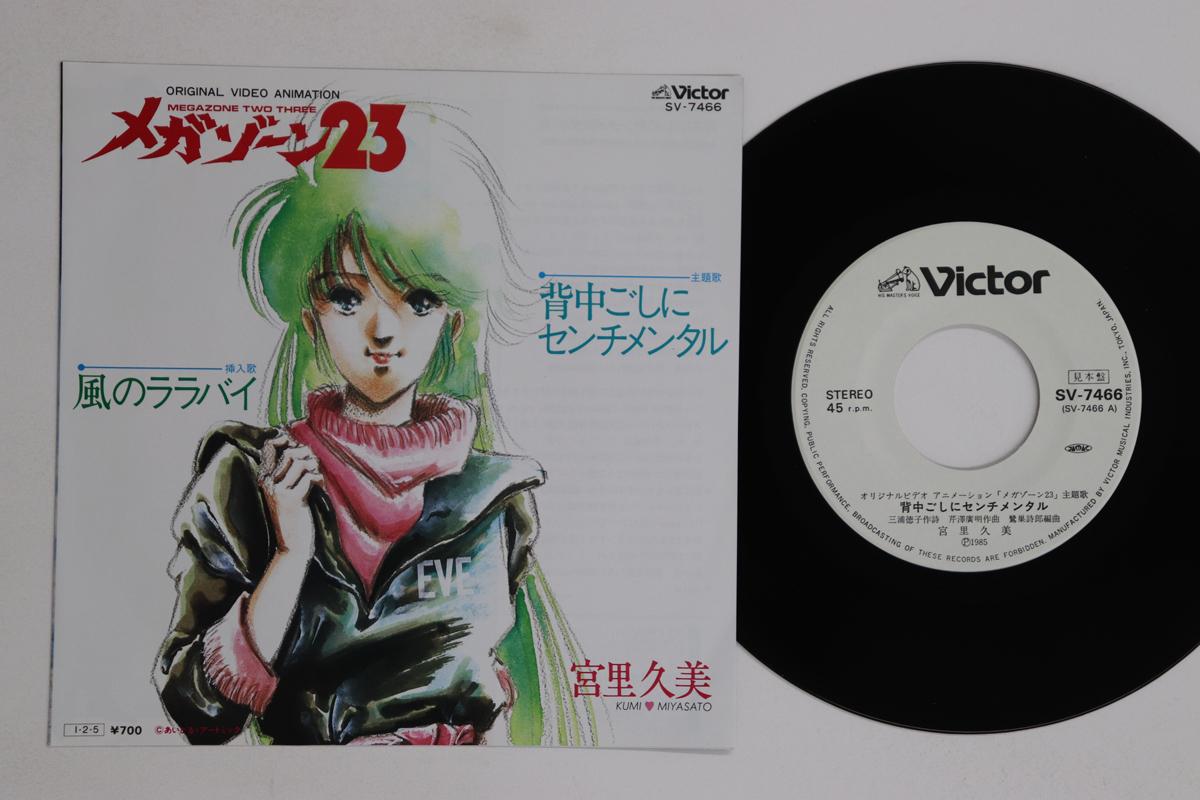 ORIGINAL VIDEO ANIMATION
MEGAZONE TWO THREE
メガゾーン23
Victor
SV-7466
主題歌
背中ごしに
センチメンタル
挿入歌
風のララバイ
EVE
宮里久美
KUMI ♥ MIYASATO
I-2-5 ¥700
Victor
HIS MASTER'S VOICE
STEREO
45 r.p.m.
見本盤
SV-7466
(SV-7466 A)
オリジナルビデオ アニメーション「メガゾーン23」主題歌
背中ごしにセンチメンタル
三浦徳子作詩 芹澤廣明作曲 鷺巣詩郎編曲
宮里久美
Ⓟ1985
ALL RIGHTS RESERVED, COPYING, PUBLIC PERFORMANCE, BROADCASTING OF THESE RECORDS ARE FORBIDDEN. MANUFACTURED BY VICTOR MUSICAL INDUSTRIES, INC., TOKYO, JAPAN.